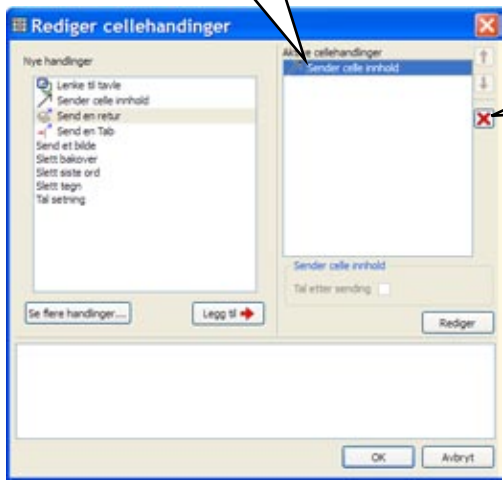 Rediger cellehandinger
Nye handlinger
Lenke til tavle
Sender celle innhold
Send en retur
Send en Tab
Send et bilde
Slett bakover
Slett siste ord
Slett tegn
Tal setning
Se flere handlinger....
Legg til
cellehandlinger
Sender celle innhold
Sender celle innhold
Tal etter sending
Rediger
OK
Avbryt